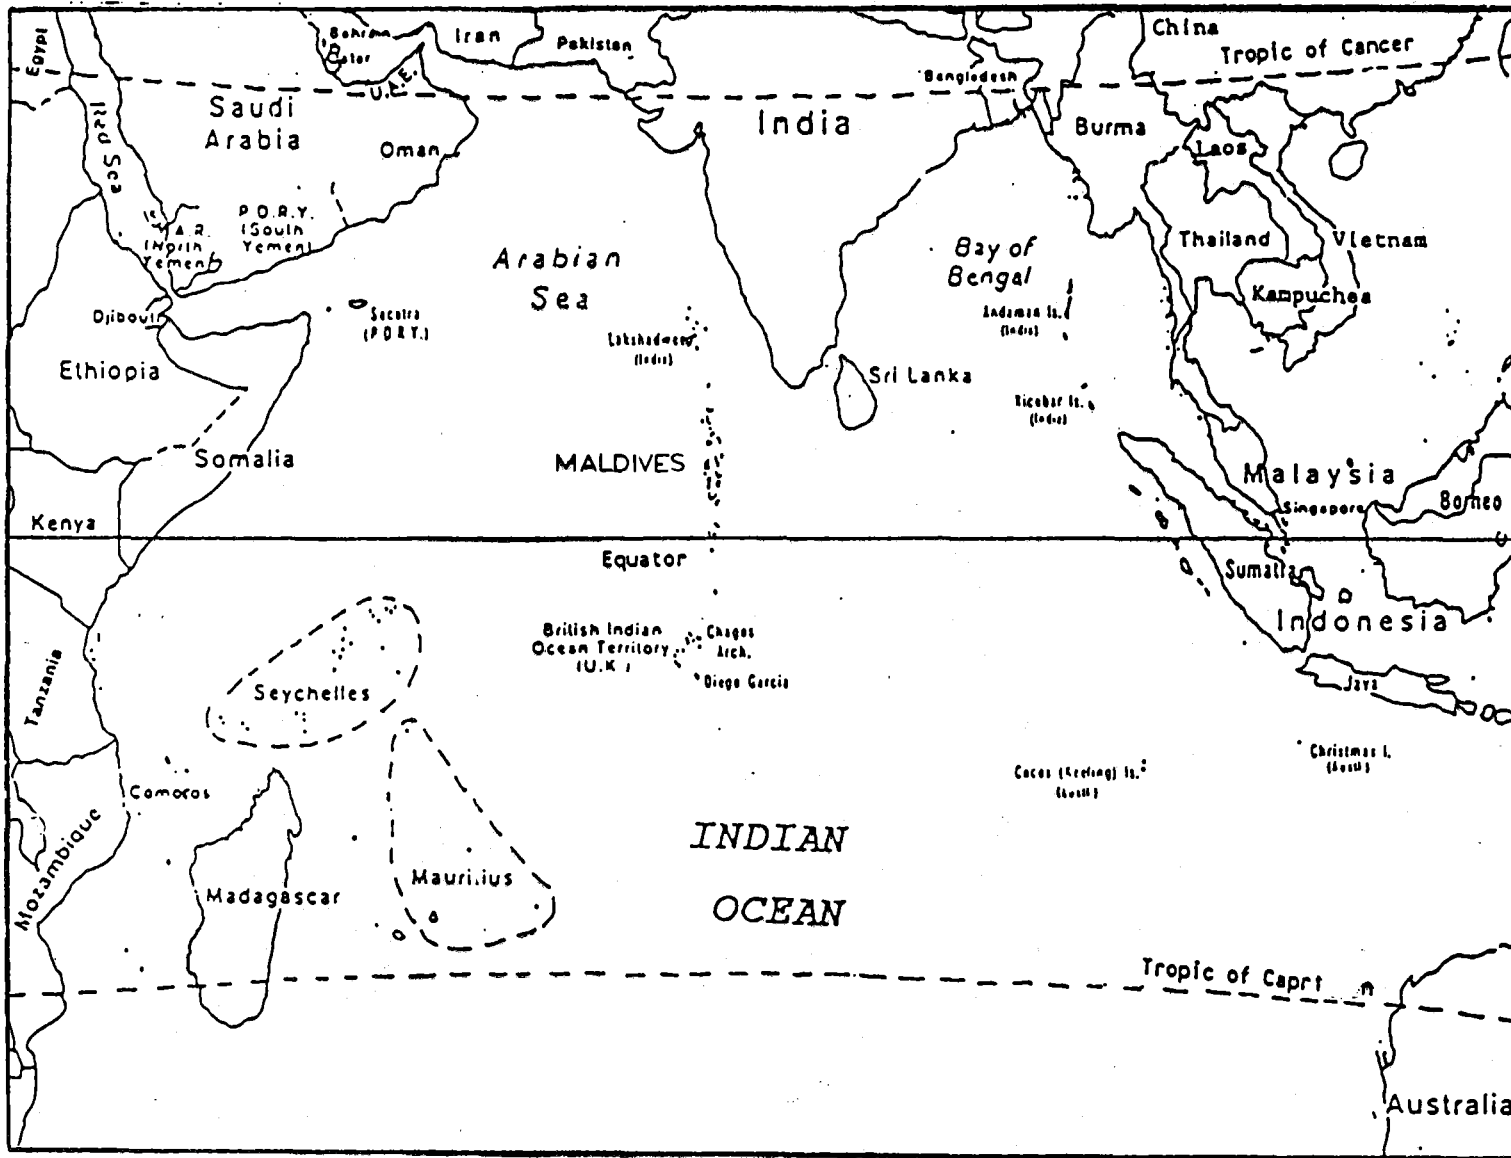 Egypt
Bahrain
Qatar
U.A.E.
Iran
Pakistan
China
Tropic of Cancer
Bangladesh
Red Sea
Saudi
Arabia
Oman
India
Burma
Laos
Y.A.R.
(North
Yemen)
P.D.R.Y.
(South
Yemen)
Arabian
Sea
Bay of
Bengal
Thailand
Vietnam
Kampuchea
Djibouti
Socotra
(P.D.R.Y.)
Lakshadweep
(India)
Andaman Is.
(India)
Ethiopia
Sri Lanka
Nicobar Is.
(India)
Somalia
MALDIVES
Malaysia
Singapore
Borneo
Kenya
Equator
Sumatra
Indonesia
British Indian
Ocean Territory
(U.K.)
Chagos
Arch.
Diego Garcia
Tanzania
Seychelles
Java
Comoros
Cocos (Keeling) Is.
(Austl)
Christmas I.
(Austl)
Mozambique
Madagascar
Mauritius
INDIAN
OCEAN
Tropic of Caprt n
Australia